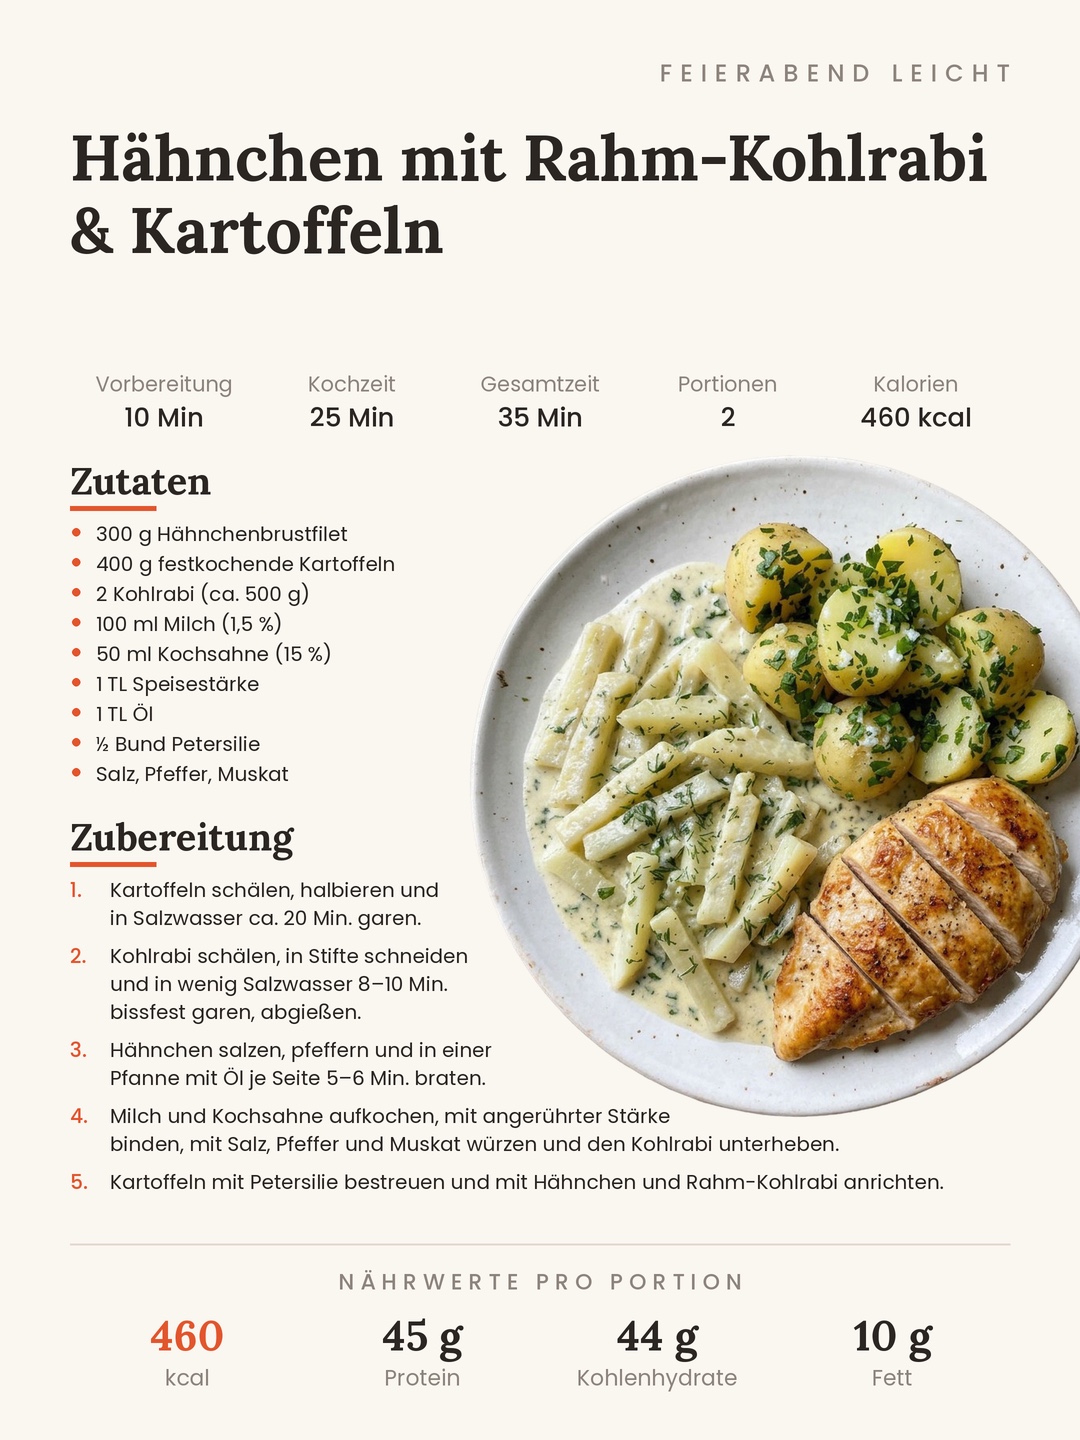 FEIERABEND LEICHT
Hähnchen mit Rahm-Kohlrabi
& Kartoffeln
Vorbereitung
10 Min
Kochzeit
25 Min
Gesamtzeit
35 Min
Portionen
2
Kalorien
460 kcal
Zutaten
• 300 g Hähnchenbrustfilet
• 400 g festkochende Kartoffeln
• 2 Kohlrabi (ca. 500 g)
• 100 ml Milch (1,5 %)
• 50 ml Kochsahne (15 %)
• 1 TL Speisestärke
• 1 TL Öl
• ½ Bund Petersilie
• Salz, Pfeffer, Muskat
Zubereitung
1. Kartoffeln schälen, halbieren und
in Salzwasser ca. 20 Min. garen.
2. Kohlrabi schälen, in Stifte schneiden
und in wenig Salzwasser 8–10 Min.
bissfest garen, abgießen.
3. Hähnchen salzen, pfeffern und in einer
Pfanne mit Öl je Seite 5–6 Min. braten.
4. Milch und Kochsahne aufkochen, mit angerührter Stärke
binden, mit Salz, Pfeffer und Muskat würzen und den Kohlrabi unterheben.
5. Kartoffeln mit Petersilie bestreuen und mit Hähnchen und Rahm-Kohlrabi anrichten.
NÄHRWERTE PRO PORTION
460
kcal
45 g
Protein
44 g
Kohlenhydrate
10 g
Fett